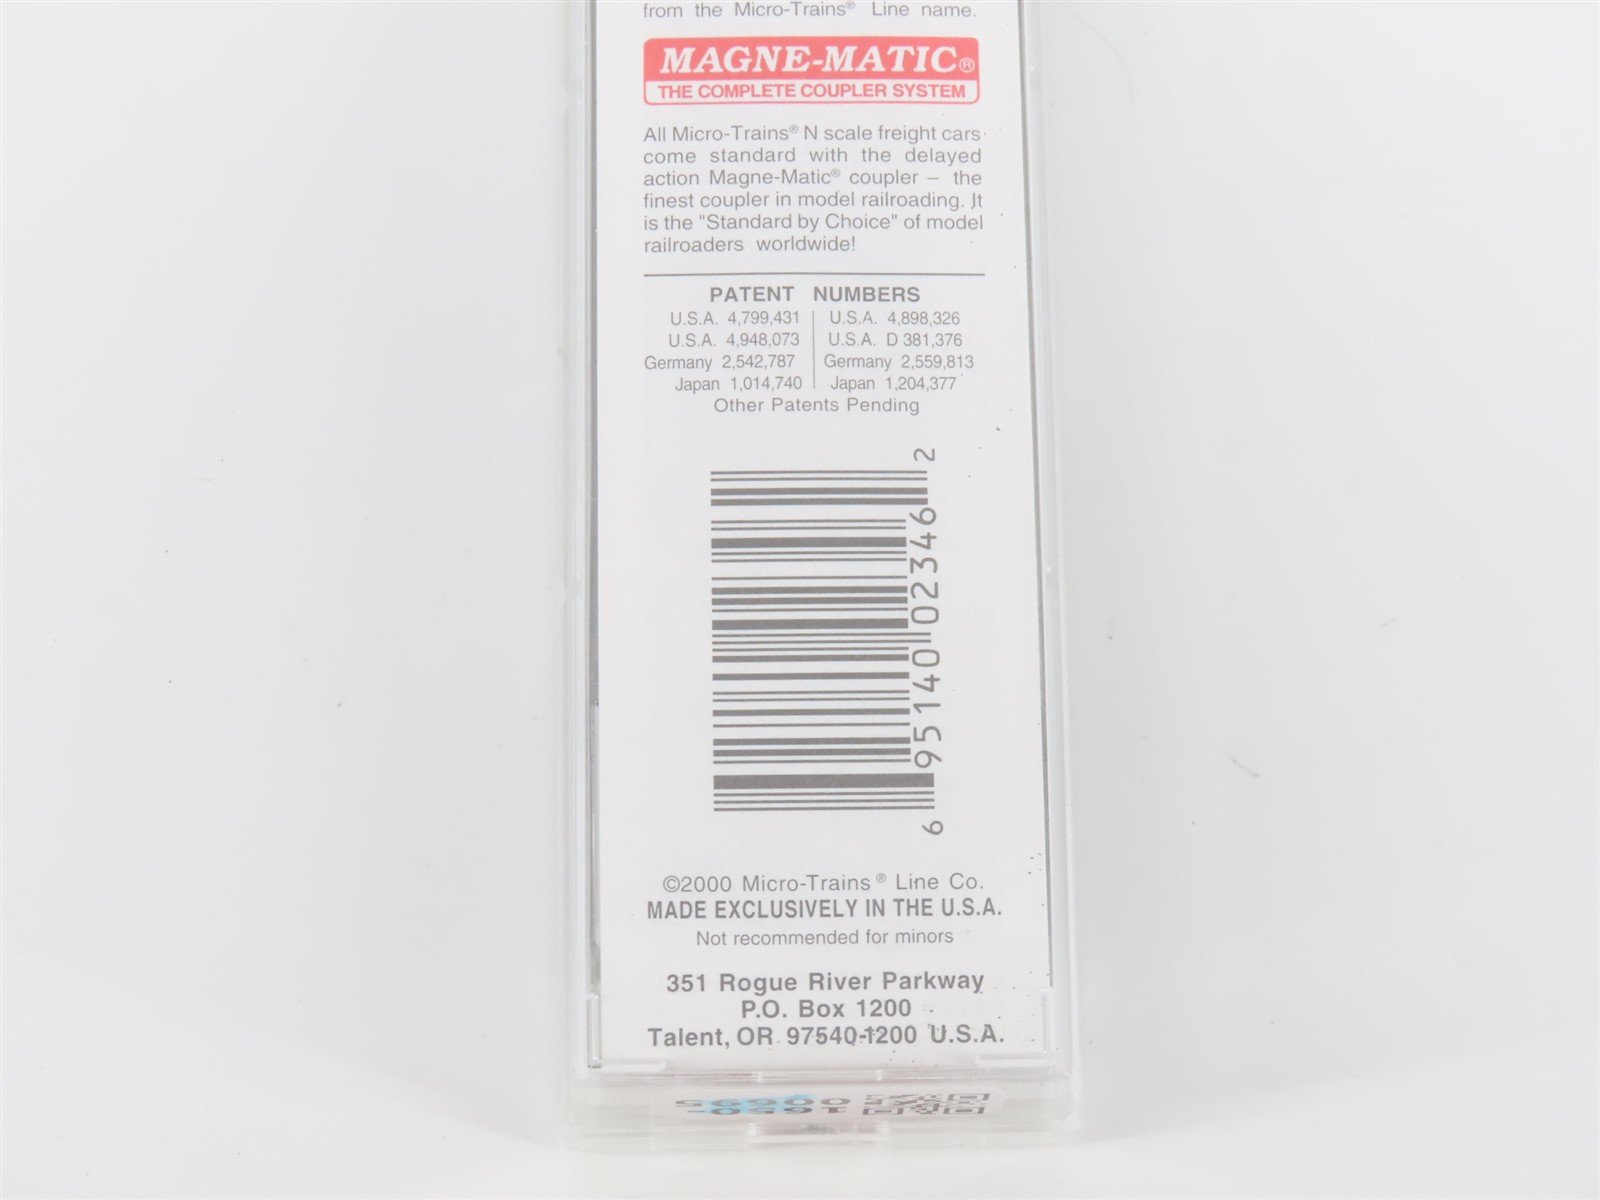 from the Micro-Trains® Line name.
MAGNE-MATIC®
THE COMPLETE COUPLER SYSTEM
All Micro-Trains® N scale freight cars
come standard with the delayed
action Magne-Matic® coupler – the
finest coupler in model railroading. It
is the "Standard by Choice" of model
railroaders worldwide!
PATENT NUMBERS
U.S.A. 4,799,431 U.S.A. 4,898,326
U.S.A. 4,948,073 U.S.A. D 381,376
Germany 2,542,787 Germany 2,559,813
Japan 1,014,740 Japan 1,204,377
Other Patents Pending
6 95140 02346 2
©2000 Micro-Trains® Line Co.
MADE EXCLUSIVELY IN THE U.S.A.
Not recommended for minors
351 Rogue River Parkway
P.O. Box 1200
Talent, OR 97540-1200 U.S.A.